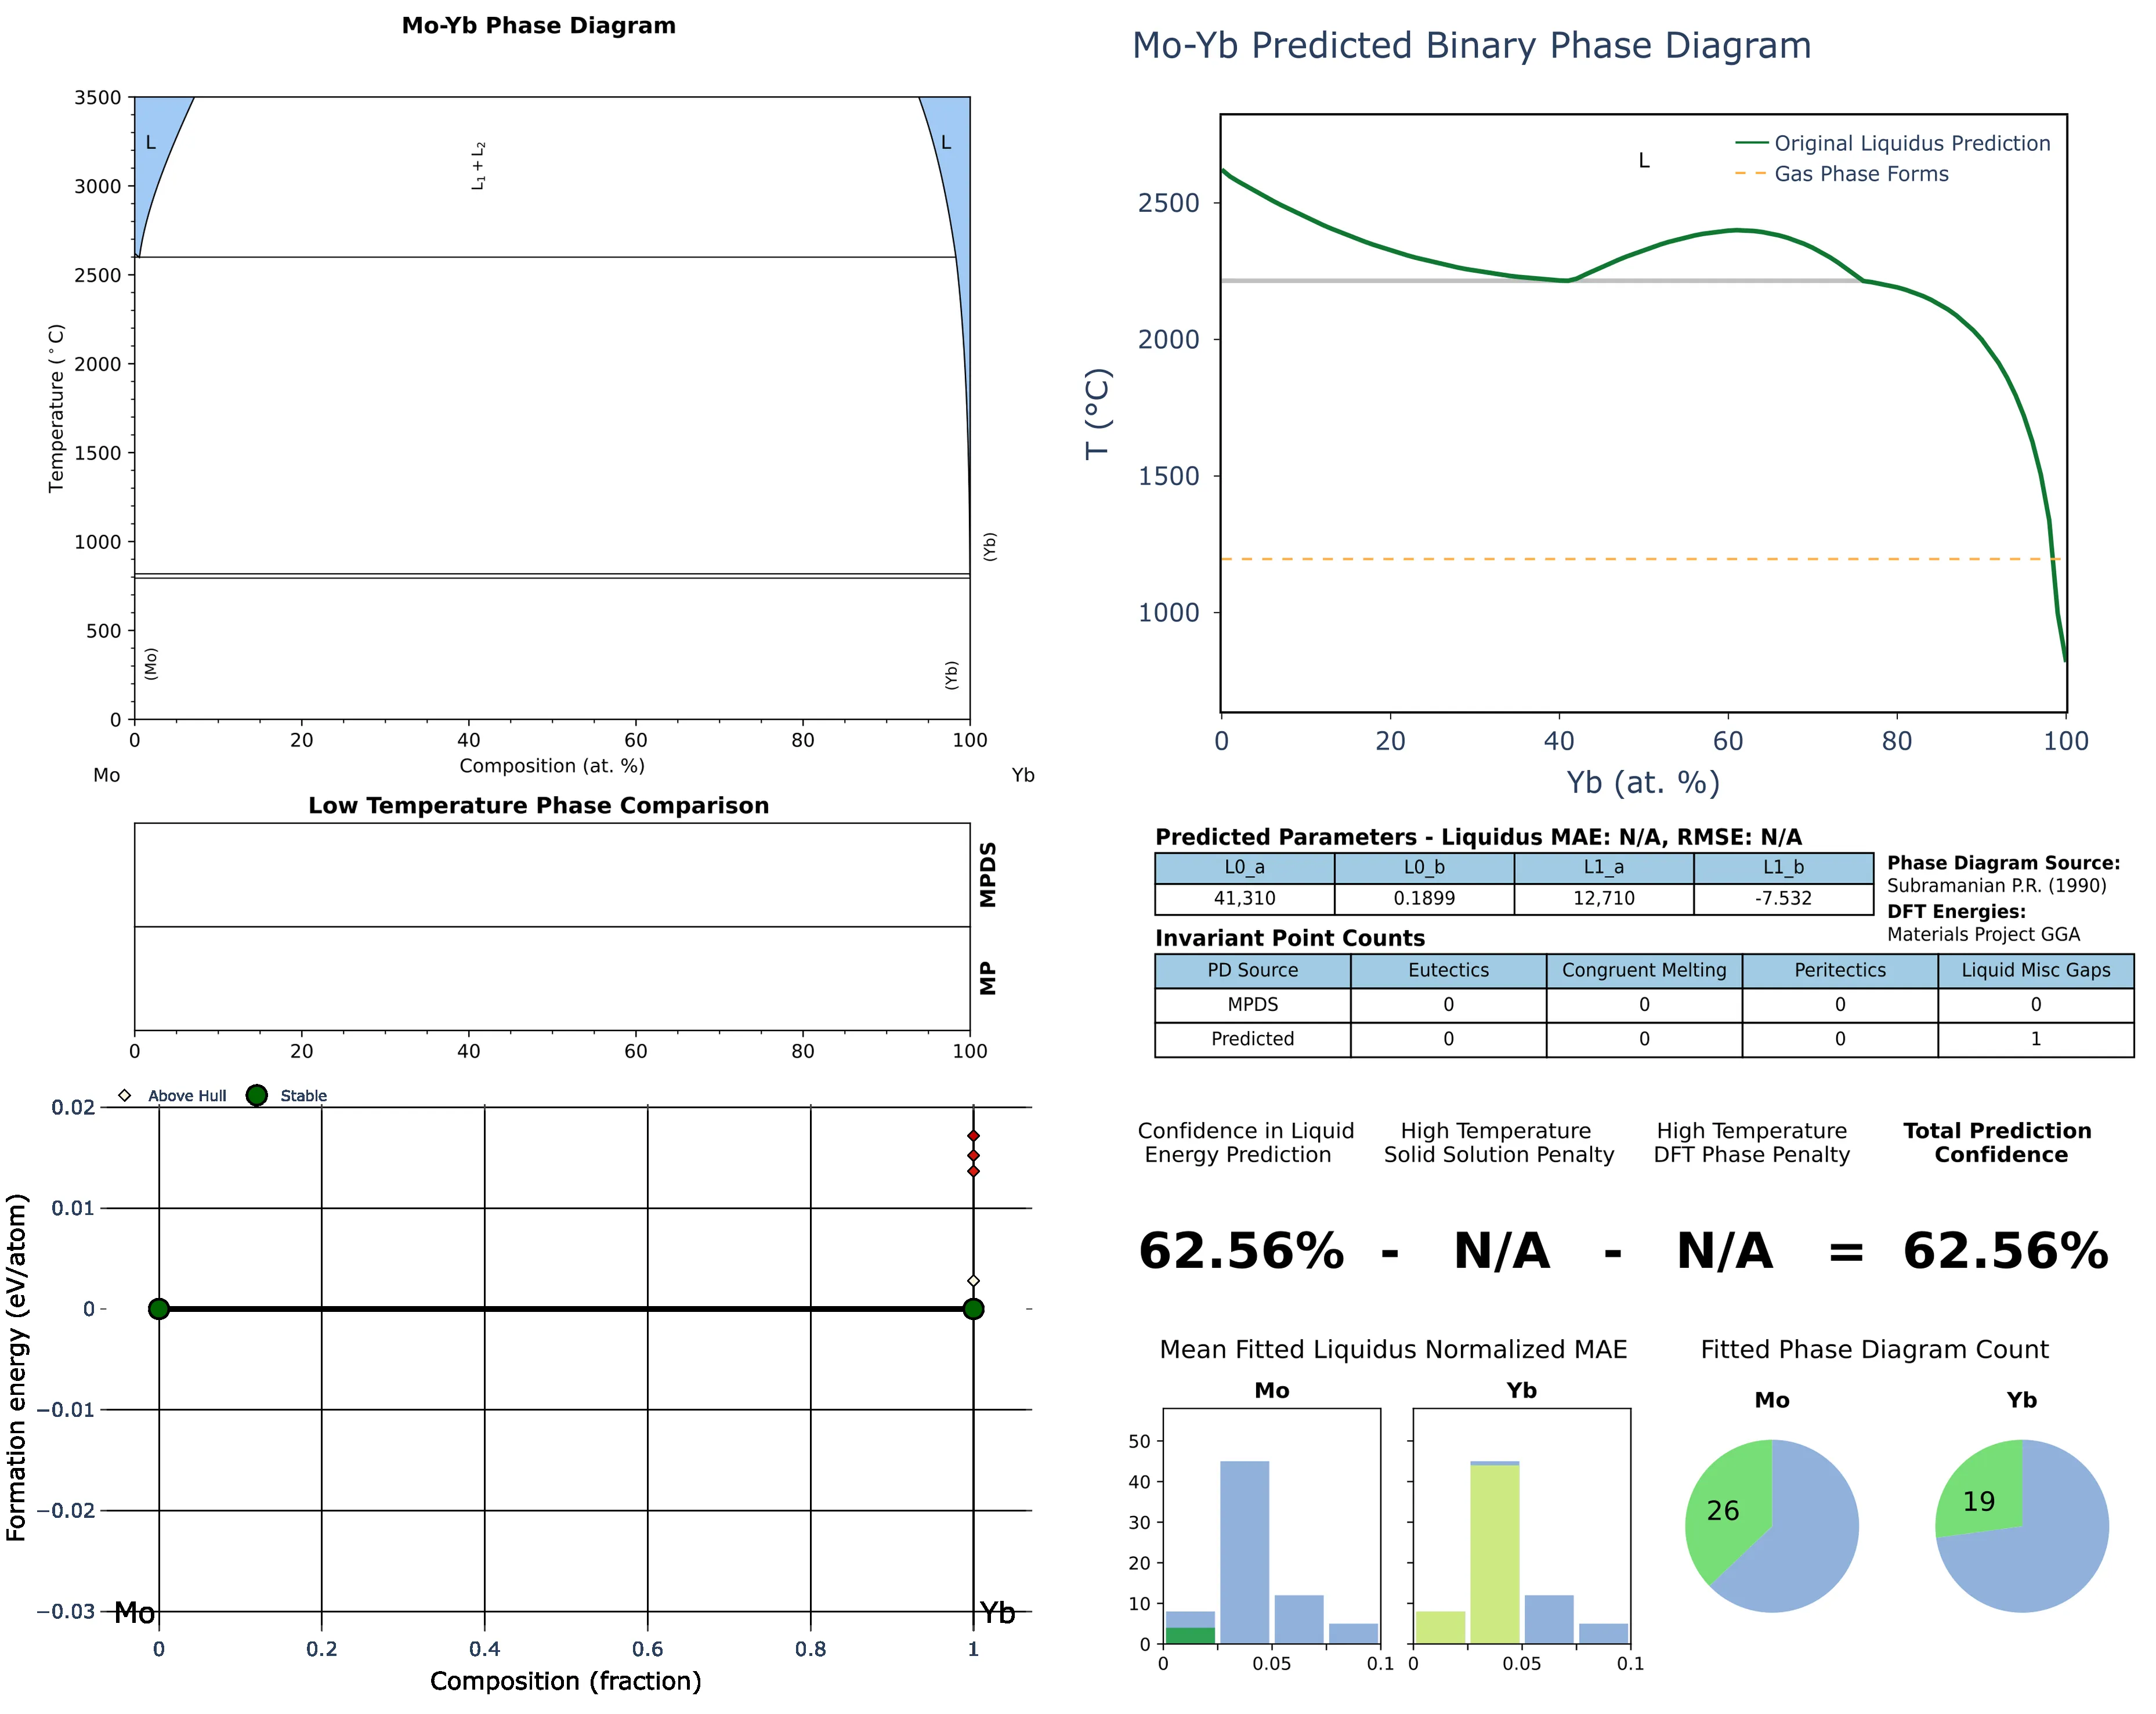 Mo-Yb Phase Diagram
3500
3000
2500
2000
1500
1000
500
0
Temperature (°C)
L
L₁ + L₂
L
(Yb)
(Mo)
(Yb)
0 20 40 60 80 100
Composition (at. %)
Mo Yb
Low Temperature Phase Comparison
MPDS
MP
0 20 40 60 80 100
Above Hull Stable
0.02
0.01
0
−0.01
−0.02
−0.03
Formation energy (eV/atom)
Mo Yb
0 0.2 0.4 0.6 0.8 1
Composition (fraction)
Mo-Yb Predicted Binary Phase Diagram
L
Original Liquidus Prediction
Gas Phase Forms
2500
2000
1500
1000
T (°C)
0 20 40 60 80 100
Yb (at. %)
Predicted Parameters - Liquidus MAE: N/A, RMSE: N/A
L0_a L0_b L1_a L1_b
41,310 0.1899 12,710 -7.532
Phase Diagram Source:
Subramanian P.R. (1990)
DFT Energies:
Materials Project GGA
Invariant Point Counts
PD Source Eutectics Congruent Melting Peritectics Liquid Misc Gaps
MPDS 0 0 0 0
Predicted 0 0 0 1
Confidence in Liquid
Energy Prediction
High Temperature
Solid Solution Penalty
High Temperature
DFT Phase Penalty
Total Prediction
Confidence
62.56% - N/A - N/A = 62.56%
Mean Fitted Liquidus Normalized MAE
Mo Yb
50
40
30
20
10
0
0 0.05 0.1
0 0.05 0.1
Fitted Phase Diagram Count
Mo Yb
26 19